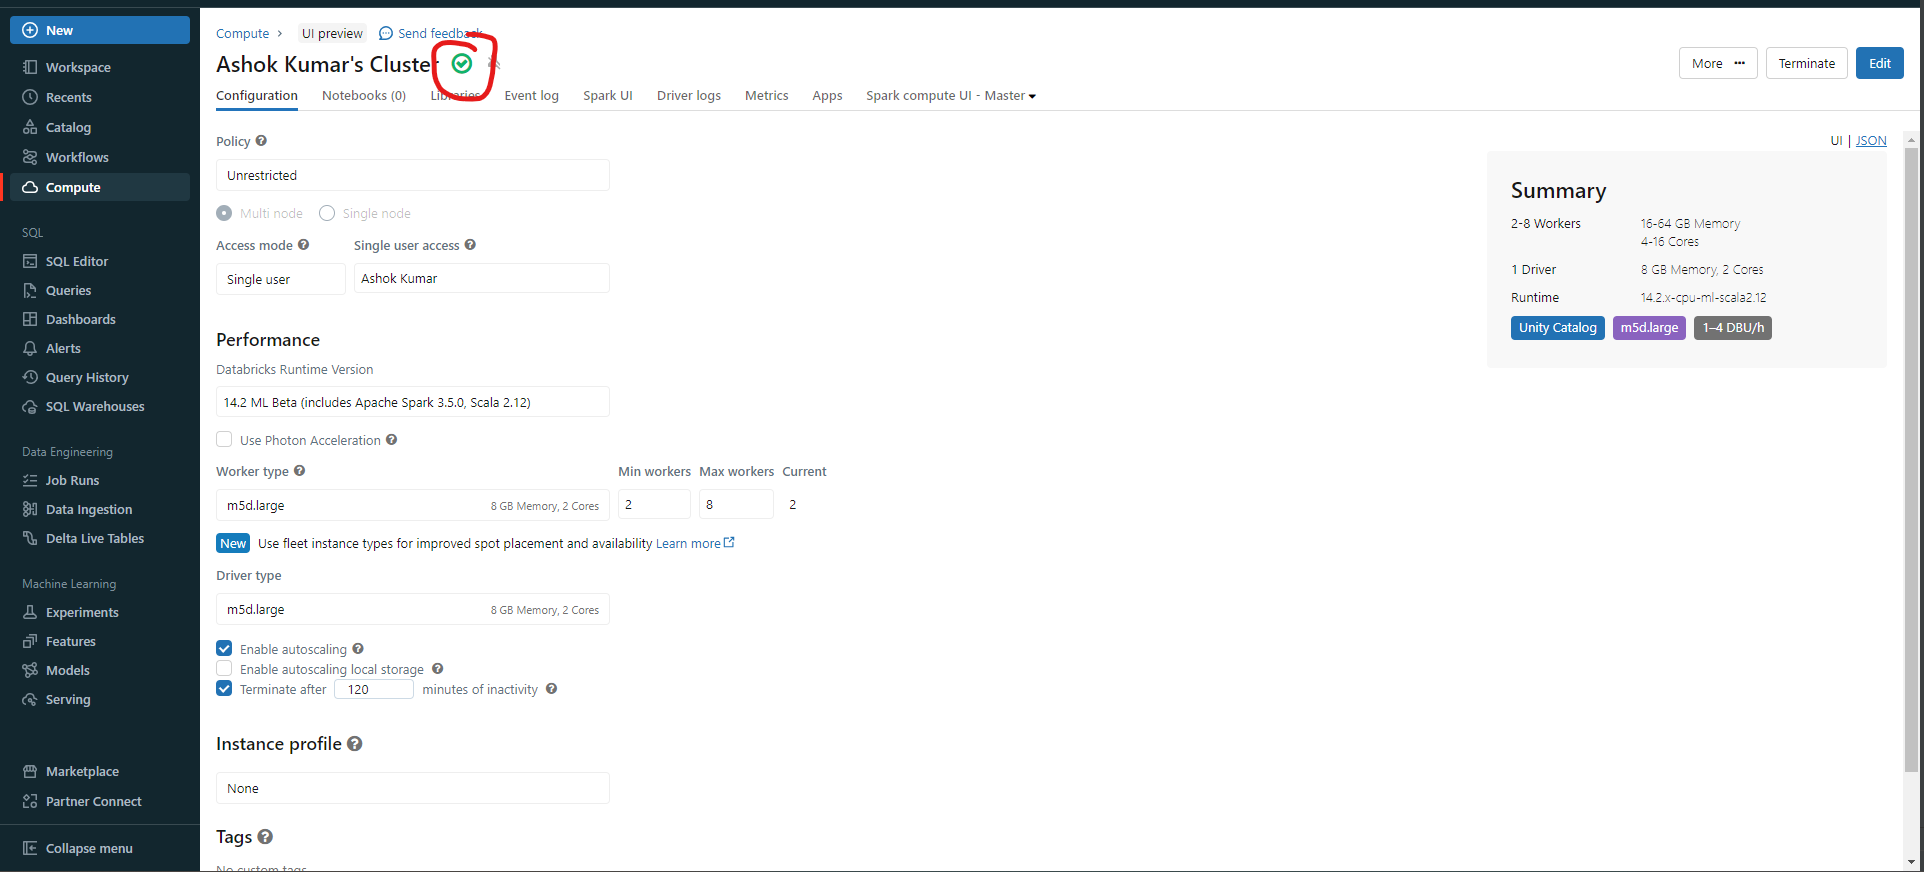 New
Workspace
Recents
Catalog
Workflows
Compute
SQL
SQL Editor
Queries
Dashboards
Alerts
Query History
SQL Warehouses
Data Engineering
Job Runs
Data Ingestion
Delta Live Tables
Machine Learning
Experiments
Features
Models
Serving
Marketplace
Partner Connect
Collapse menu
Compute > UI preview Send feedback
Ashok Kumar's Cluster
More ··· Terminate Edit
Configuration Notebooks (0) Libraries Event log Spark UI Driver logs Metrics Apps Spark compute UI - Master
UI | JSON
Policy
Unrestricted
Multi node Single node
Access mode Single user access
Single user Ashok Kumar
Performance
Databricks Runtime Version
14.2 ML Beta (includes Apache Spark 3.5.0, Scala 2.12)
Use Photon Acceleration
Worker type Min workers Max workers Current
m5d.large 8 GB Memory, 2 Cores 2 8 2
New Use fleet instance types for improved spot placement and availability Learn more
Driver type
m5d.large 8 GB Memory, 2 Cores
Enable autoscaling
Enable autoscaling local storage
Terminate after 120 minutes of inactivity
Instance profile
None
Tags
No custom tags
Summary
2-8 Workers 16-64 GB Memory
4-16 Cores
1 Driver 8 GB Memory, 2 Cores
Runtime 14.2.x-cpu-ml-scala2.12
Unity Catalog m5d.large 1–4 DBU/h